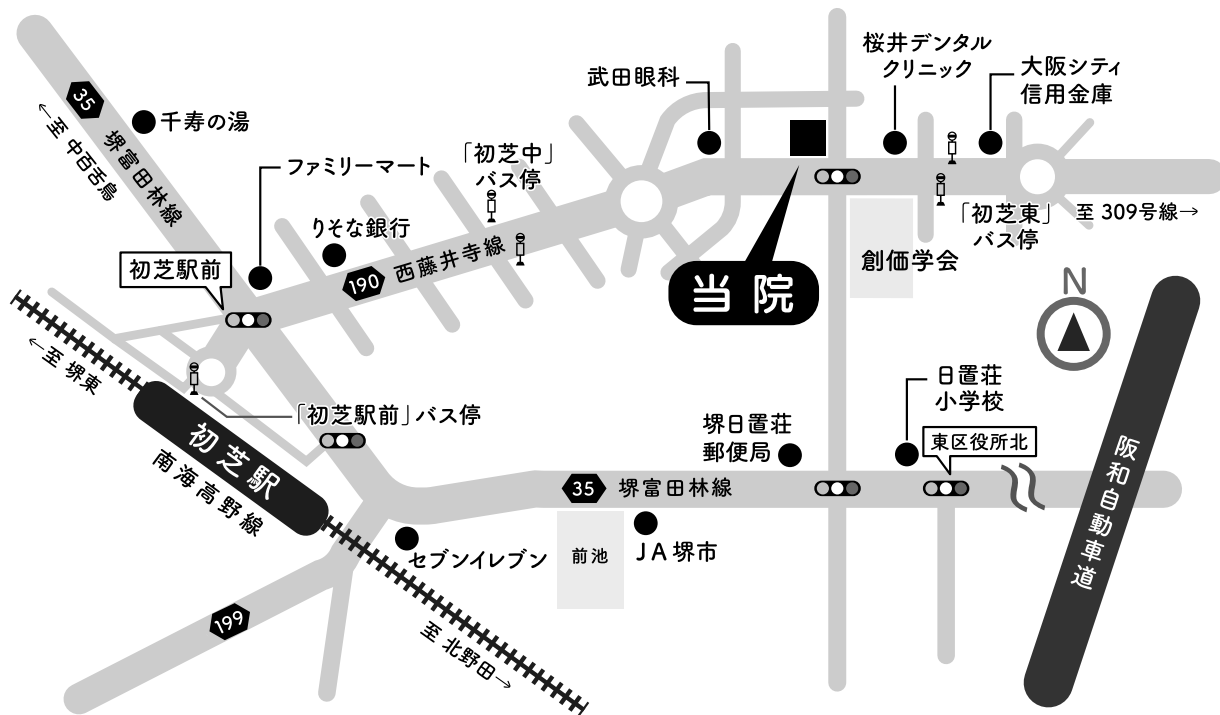 桜井デンタル
クリニック
武田眼科
大阪シティ
信用金庫
35
堺富田林線
←至 中百舌鳥
千寿の湯
ファミリーマート
「初芝中」
バス停
りそな銀行
190
西藤井寺線
初芝駅前
「初芝東」
バス停
至 309号線→
創価学会
当院
N
←至 堺東
「初芝駅前」バス停
初芝駅
南海高野線
日置荘
小学校
堺日置荘
郵便局
東区役所北
35
堺富田林線
阪和自動車道
セブンイレブン
前池
JA堺市
199
至 北野田→